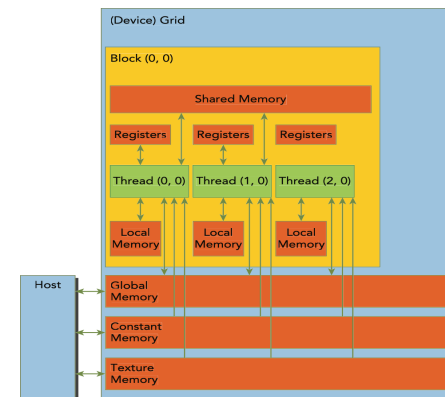 (Device) Grid
Block (0, 0)
Shared Memory
Registers
Registers
Registers
Thread (0, 0)
Thread (1, 0)
Thread (2, 0)
Local
Memory
Local
Memory
Local
Memory
Host
Global
Memory
Constant
Memory
Texture
Memory